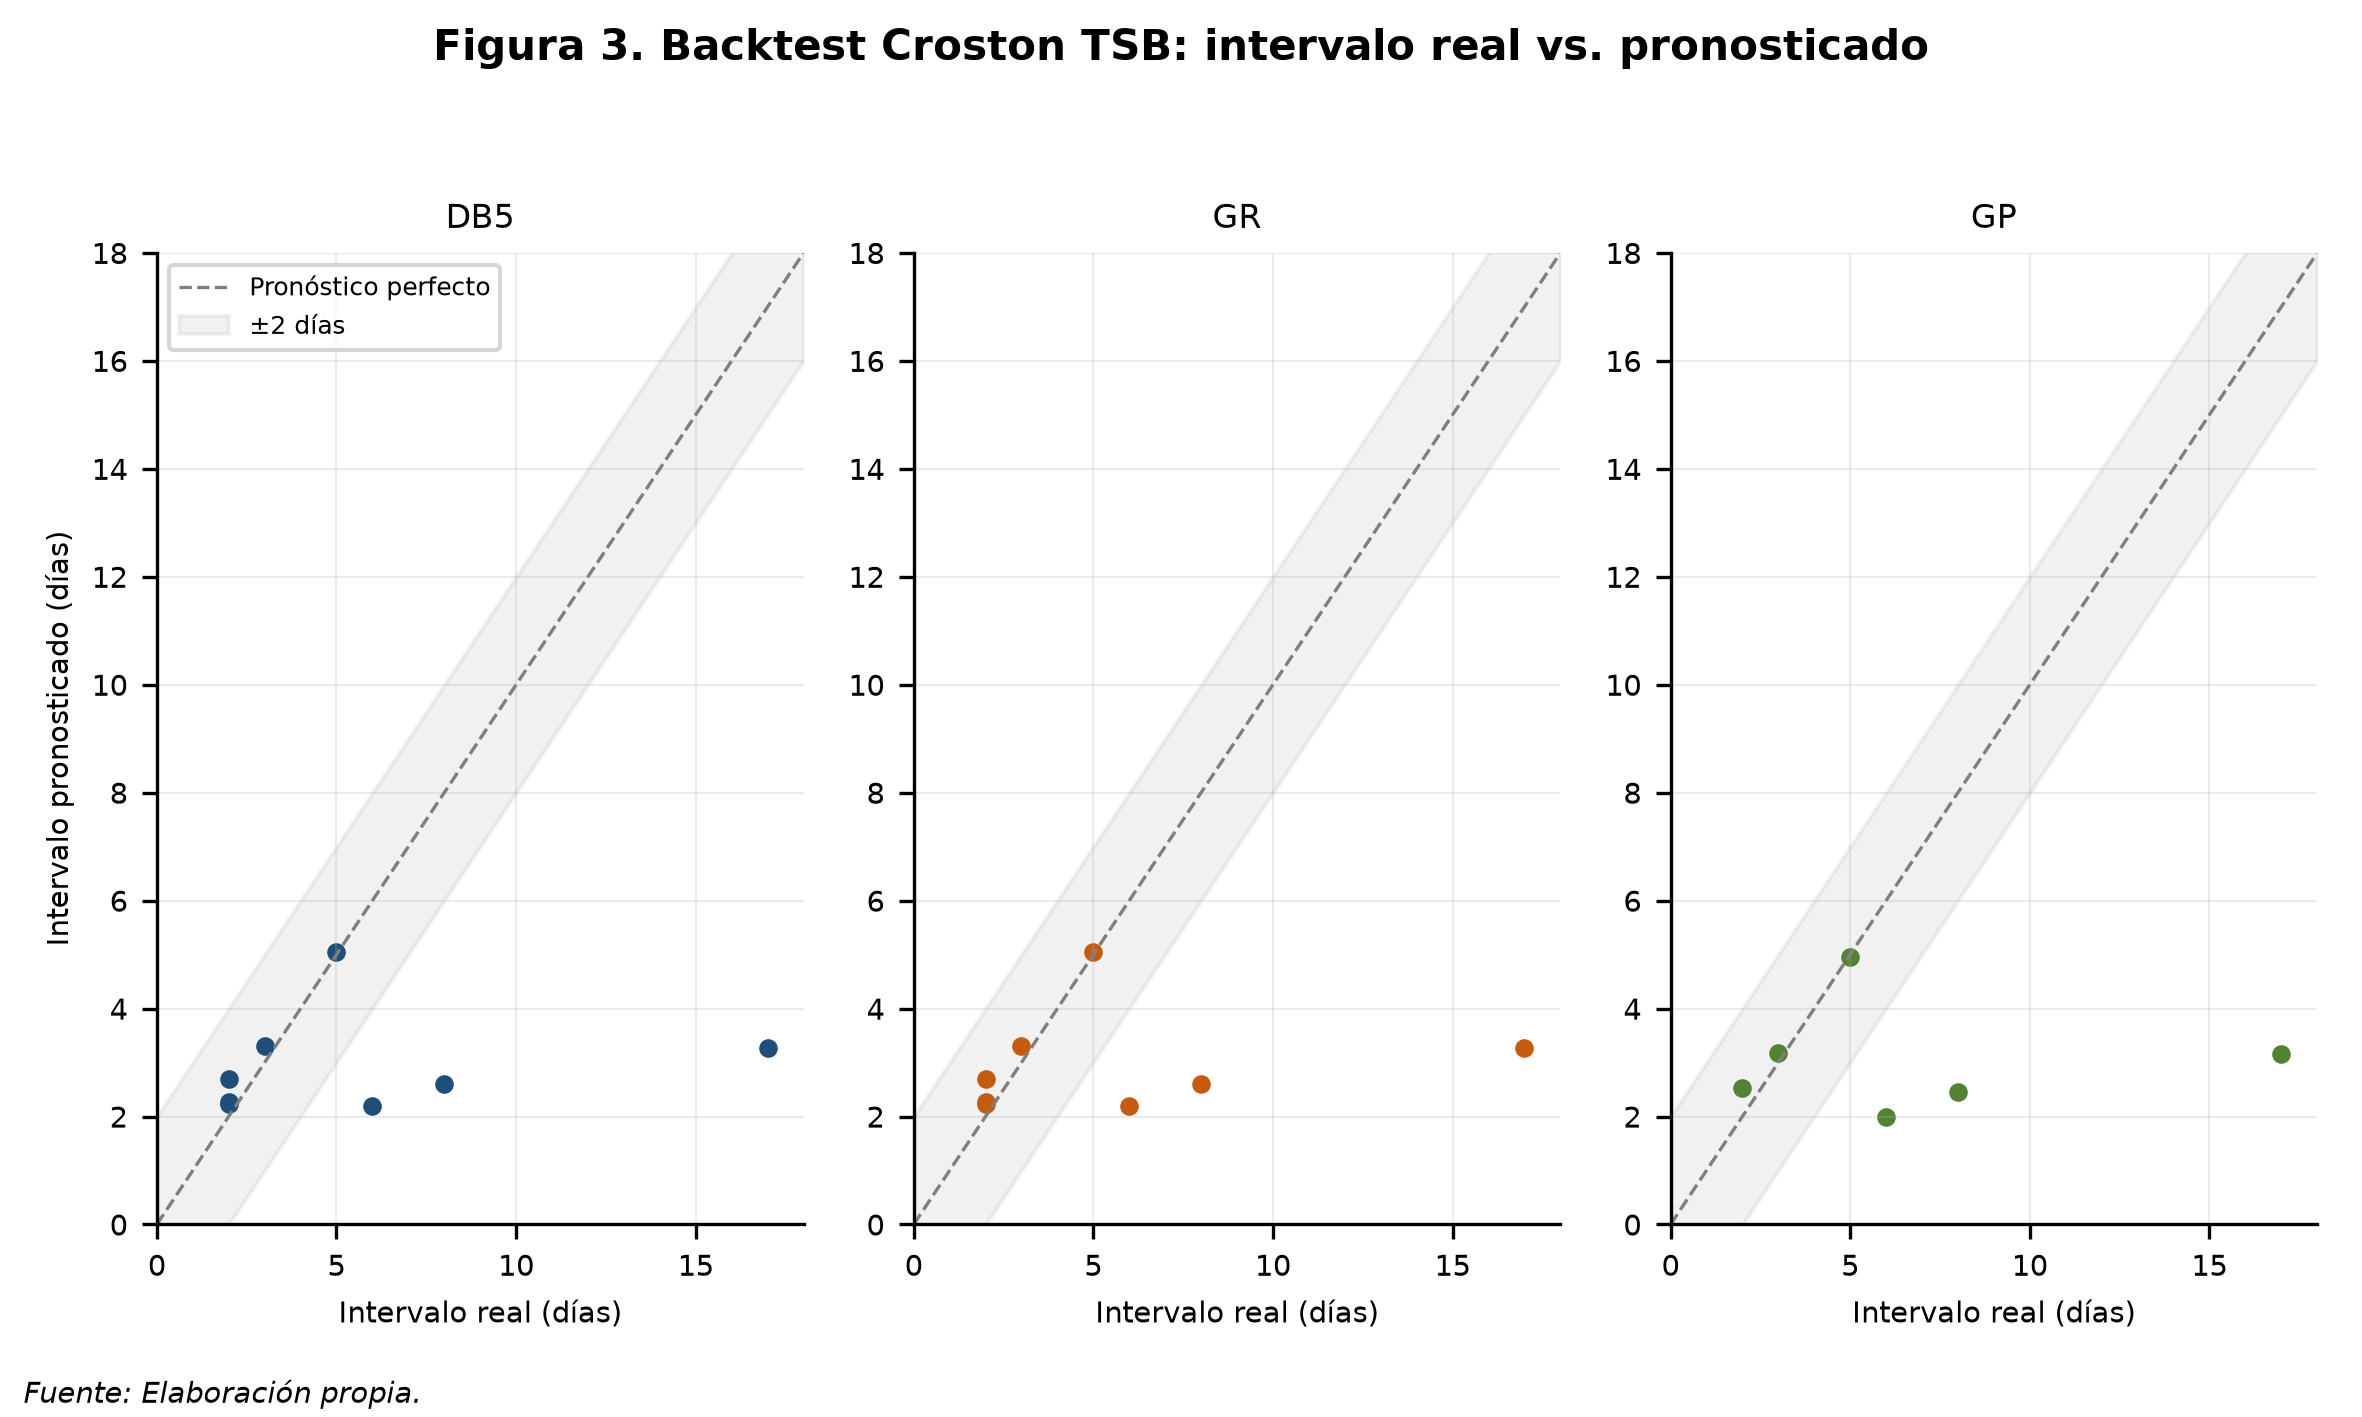 Figura 3. Backtest Croston TSB: intervalo real vs. pronosticado
DB5
GR
GP
Pronóstico perfecto
±2 días
Intervalo pronosticado (días)
18
16
14
12
10
8
6
4
2
0
0 5 10 15
Intervalo real (días)
18
16
14
12
10
8
6
4
2
0
0 5 10 15
Intervalo real (días)
18
16
14
12
10
8
6
4
2
0
0 5 10 15
Intervalo real (días)
Fuente: Elaboración propia.